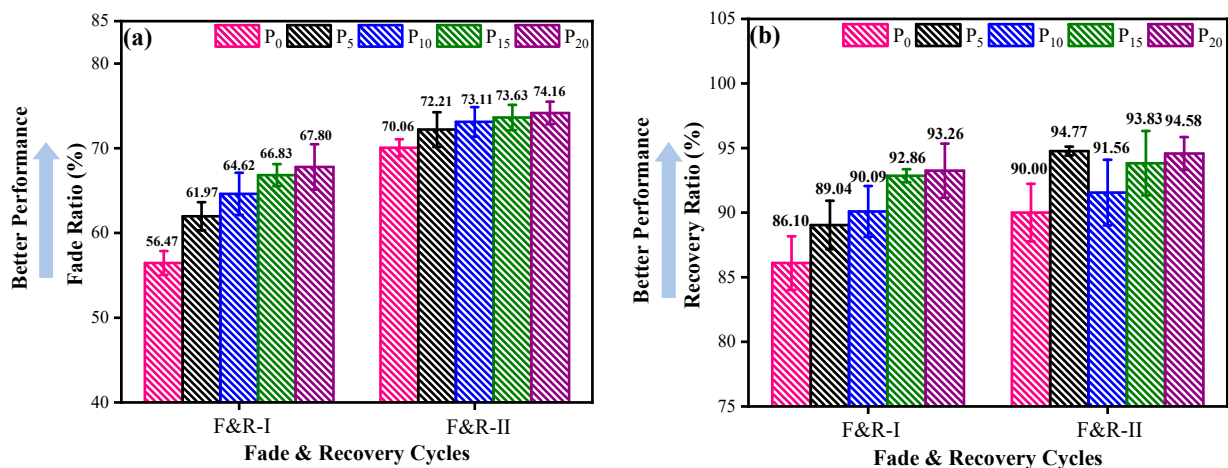 (a)
P0 P5 P10 P15 P20
Better Performance
Fade Ratio (%)
85
80
70
60
50
40
56.47
61.97
64.62
66.83
67.80
70.06
72.21
73.11
73.63
74.16
F&R-I
F&R-II
Fade & Recovery Cycles
(b)
P0 P5 P10 P15 P20
Better Performance
Recovery Ratio (%)
105
100
95
90
85
80
75
86.10
89.04
90.09
92.86
93.26
90.00
94.77
91.56
93.83
94.58
F&R-I
F&R-II
Fade & Recovery Cycles